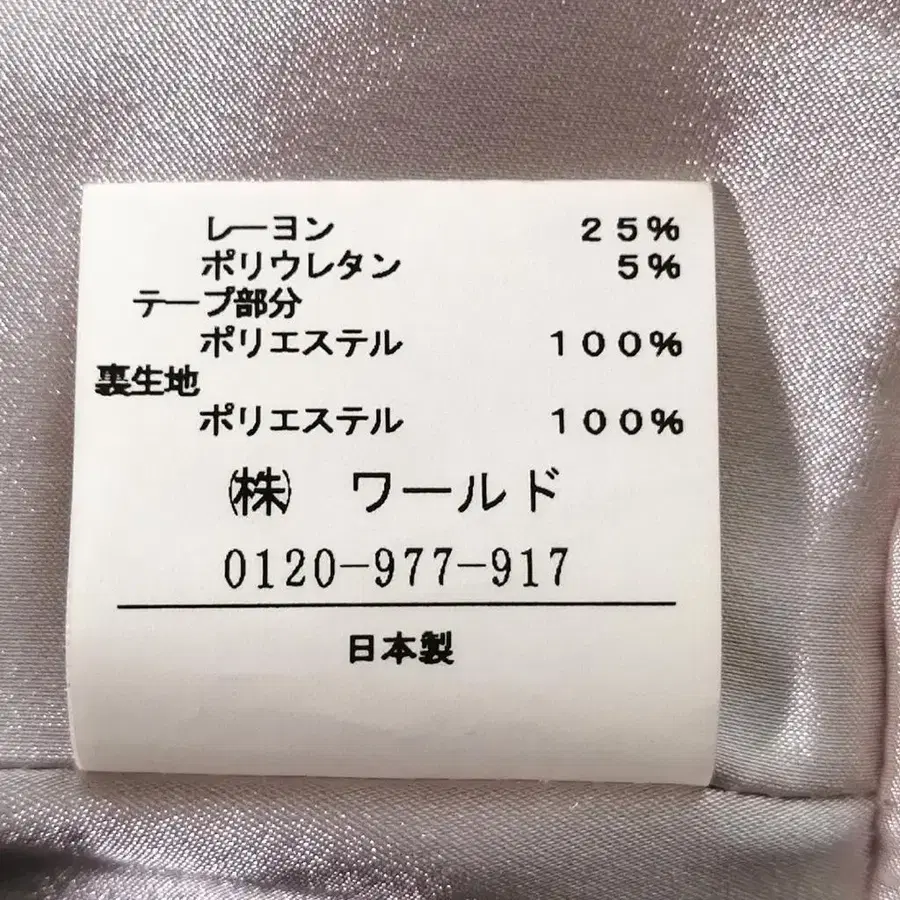 レーヨン ２５％
ポリウレタン ５％
テープ部分
ポリエステル １００％
裏生地
ポリエステル １００％
㈱ ワールド
0120-977-917
日本製